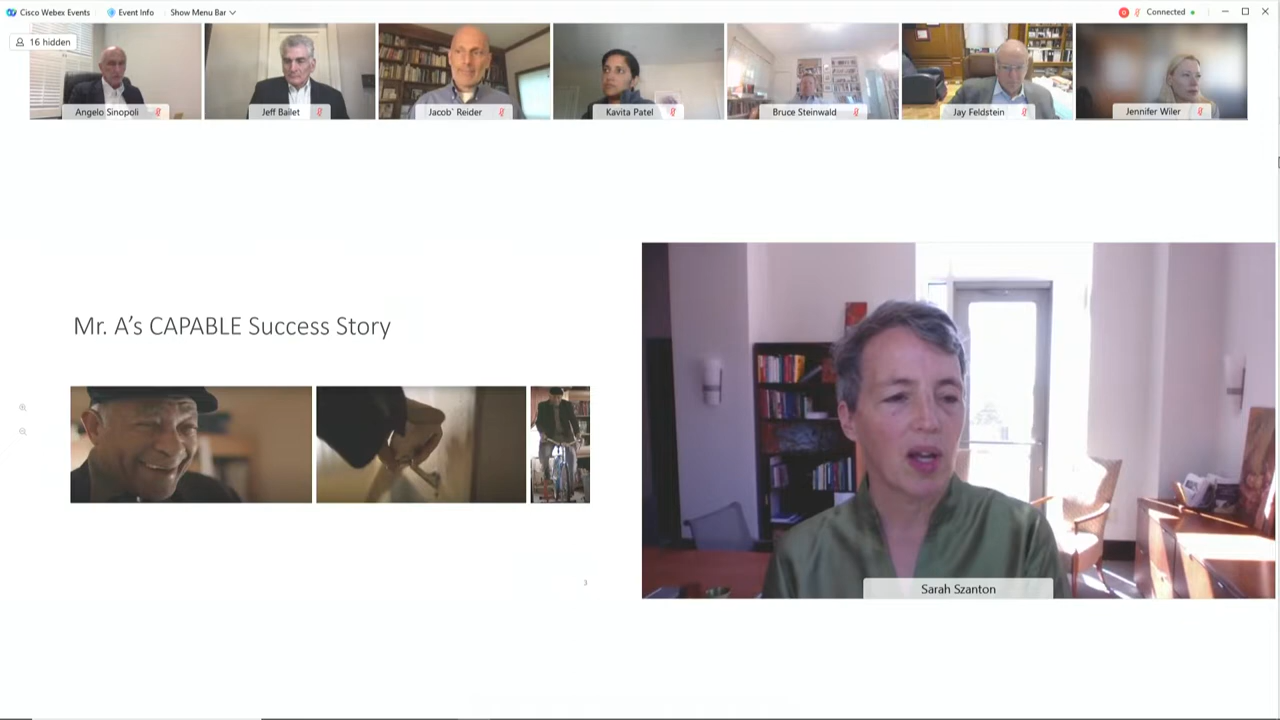 Cisco Webex Events
Event Info
Show Menu Bar
Connected
16 hidden
Angelo Sinopoli
Jeff Bailet
Jacob` Reider
Kavita Patel
Bruce Steinwald
Jay Feldstein
Jennifer Wiler
Mr. A’s CAPABLE Success Story
3
Sarah Szanton